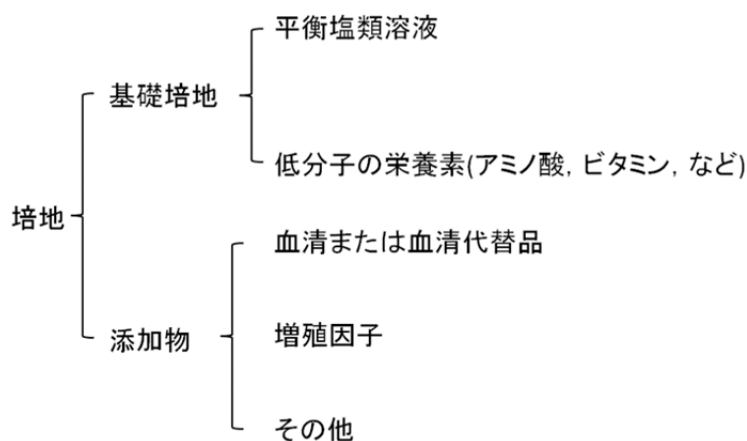 平衡塩類溶液
基礎培地
低分子の栄養素(アミノ酸, ビタミン, など)
培地
血清または血清代替品
増殖因子
添加物
その他